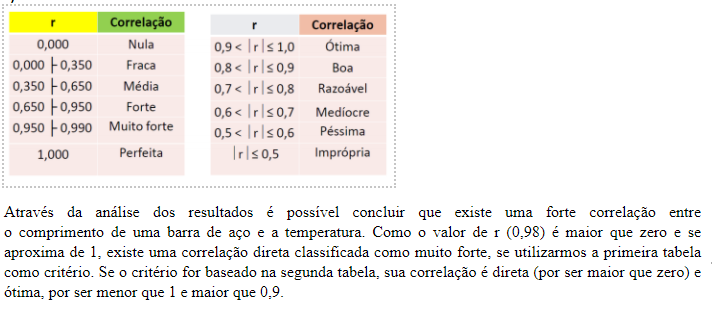 r Correlação
0,000 Nula
0,000 ├ 0,350 Fraca
0,350 ├ 0,650 Média
0,650 ├ 0,950 Forte
0,950 ├ 0,990 Muito forte
1,000 Perfeita
r Correlação
0,9 < |r| ≤ 1,0 Ótima
0,8 < |r| ≤ 0,9 Boa
0,7 < |r| ≤ 0,8 Razoável
0,6 < |r| ≤ 0,7 Medíocre
0,5 < |r| ≤ 0,6 Péssima
|r| ≤ 0,5 Imprópria
Através da análise dos resultados é possível concluir que existe uma forte correlação entre
o comprimento de uma barra de aço e a temperatura. Como o valor de r (0,98) é maior que zero e se
aproxima de 1, existe uma correlação direta classificada como muito forte, se utilizarmos a primeira tabela
como critério. Se o critério for baseado na segunda tabela, sua correlação é direta (por ser maior que zero) e
ótima, por ser menor que 1 e maior que 0,9.